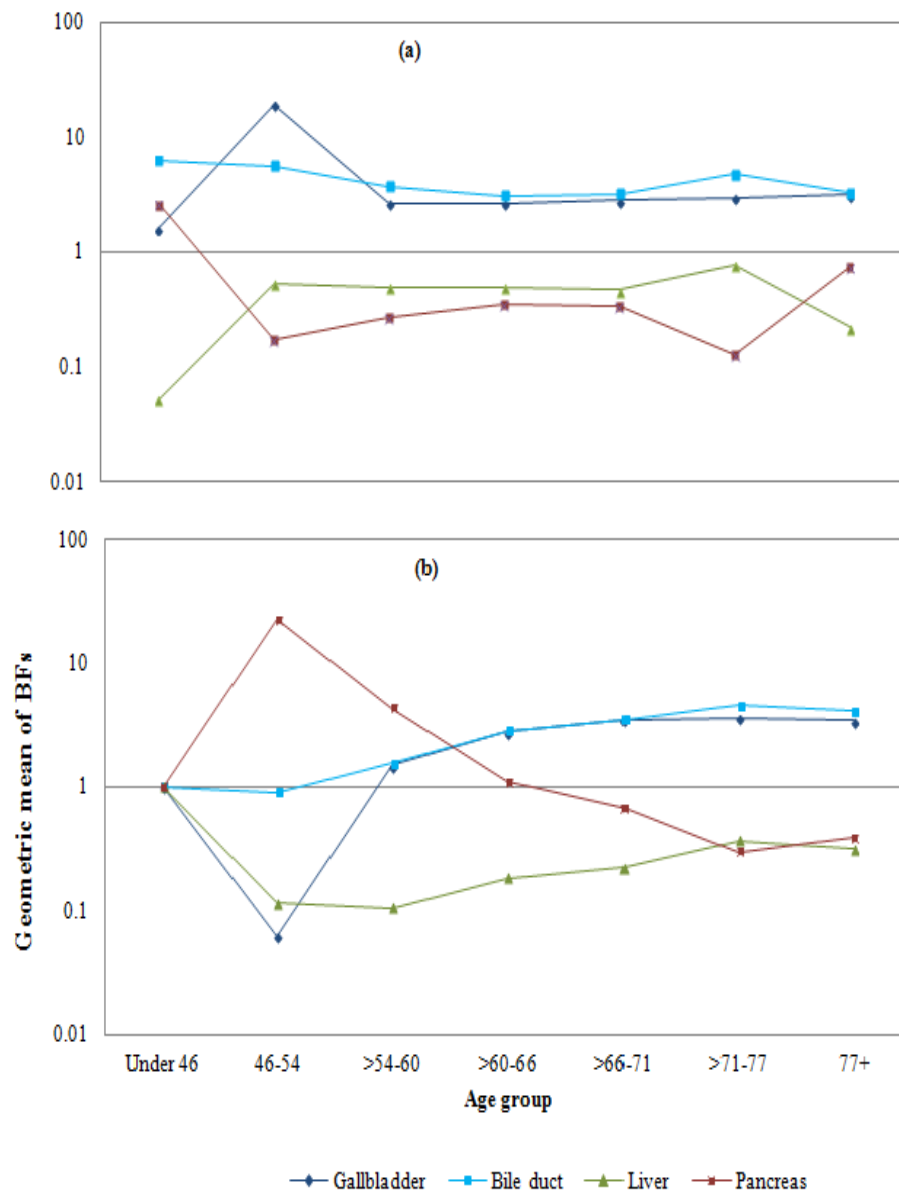 100
(a)
10
1
0.1
0.01
100
(b)
10
1
0.1
0.01
Geometric mean of BFs
Under 46 46-54 >54-60 >60-66 >66-71 >71-77 77+
Age group
Gallbladder Bile duct Liver Pancreas